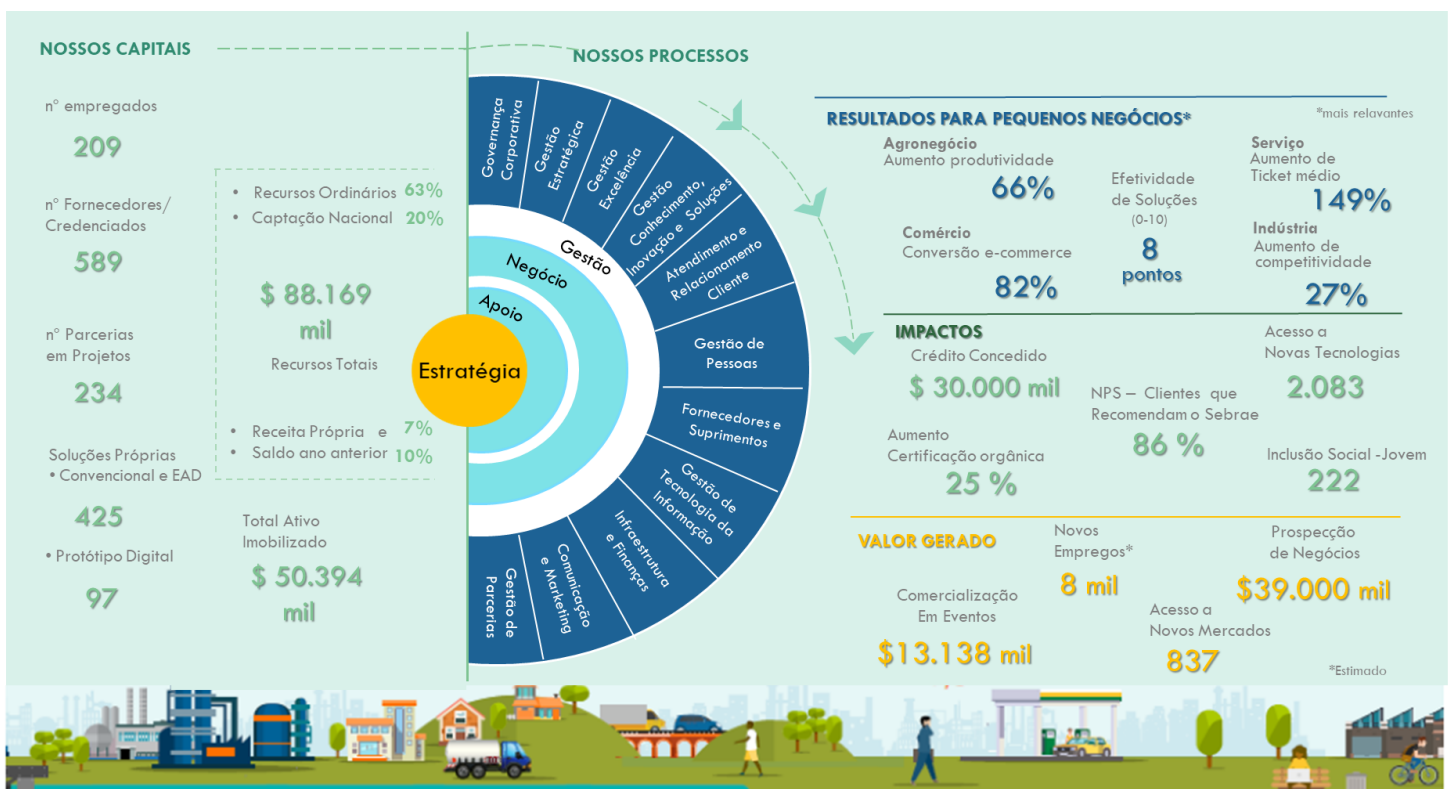 NOSSOS CAPITAIS
nº empregados
209
nº Fornecedores/
Credenciados
589
nº Parcerias
em Projetos
234
Soluções Próprias
• Convencional e EAD
425
• Protótipo Digital
97
• Recursos Ordinários 63%
• Captação Nacional 20%
$ 88.169
mil
Recursos Totais
• Receita Própria e 7%
• Saldo ano anterior 10%
Total Ativo
Imobilizado
$ 50.394
mil
NOSSOS PROCESSOS
Governança
Corporativa
Gestão
Estratégica
Gestão
Excelência
Gestão
Conhecimento,
Inovação e Soluções
Atendimento e
Relacionamento
Cliente
Gestão de
Pessoas
Fornecedores e
Suprimentos
Gestão de
Tecnologia da
Informação
Infraestrutura
e Finanças
Comunicação
e Marketing
Gestão de
Parcerias
Gestão
Negócio
Apoio
Estratégia
RESULTADOS PARA PEQUENOS NEGÓCIOS*
*mais relevantes
Agronegócio
Aumento produtividade
66%
Comércio
Conversão e-commerce
82%
Efetividade
de Soluções
(0-10)
8
pontos
Serviço
Aumento de
Ticket médio
149%
Indústria
Aumento de
competitividade
27%
IMPACTOS
Crédito Concedido
$ 30.000 mil
Aumento
Certificação orgânica
25 %
NPS – Clientes que
Recomendam o Sebrae
86 %
Acesso a
Novas Tecnologias
2.083
Inclusão Social -Jovem
222
VALOR GERADO
Comercialização
Em Eventos
$13.138 mil
Novos
Empregos*
8 mil
Acesso a
Novos Mercados
837
Prospecção
de Negócios
$39.000 mil
*Estimado